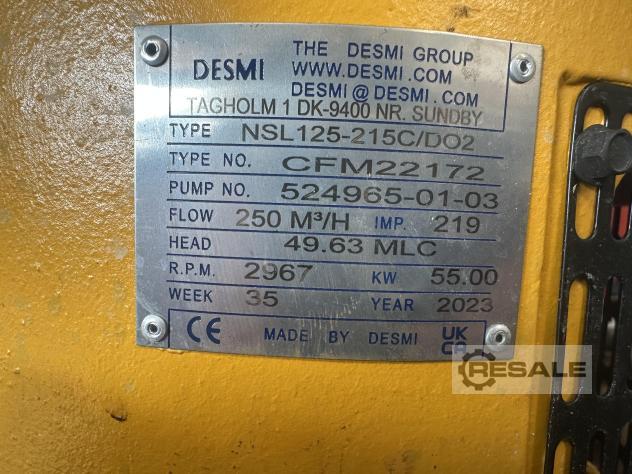 DESMI
THE DESMI GROUP
WWW.DESMI.COM
DESMI@DESMI.COM
TAGHOLM 1 DK-9400 NR. SUNDBY
TYPE NSL125-215C/D02
TYPE NO. CFM22172
PUMP NO. 524965-01-03
FLOW 250 M³/H IMP. 219
HEAD 49.63 MLC
R.P.M. 2967 KW 55.00
WEEK 35 YEAR 2023
CE MADE BY DESMI UK CA
RESALE